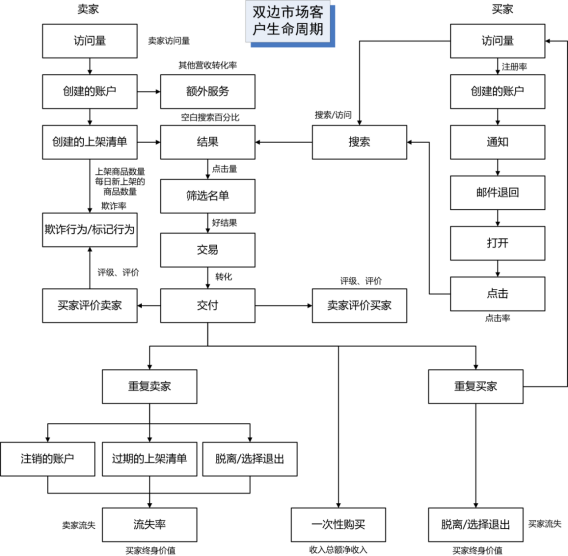 卖家
双边市场客
户生命周期
买家
访问量
卖家访问量
访问量
其他营收转化率
注册率
创建的账户
额外服务
创建的账户
空白搜索百分比
搜索/访问
创建的上架清单
结果
搜索
通知
上架商品数量
每日新上架的
商品数量
点击量
欺诈率
筛选名单
邮件退回
好结果
欺诈行为/标记行为
交易
打开
评级、评价
转化
评级、评价
买家评价卖家
交付
卖家评价买家
点击
点击率
重复卖家
重复买家
注销的账户
过期的上架清单
脱离/选择退出
卖家流失
流失率
一次性购买
脱离/选择退出
买家流失
买家终身价值
收入总额净收入
买家终身价值